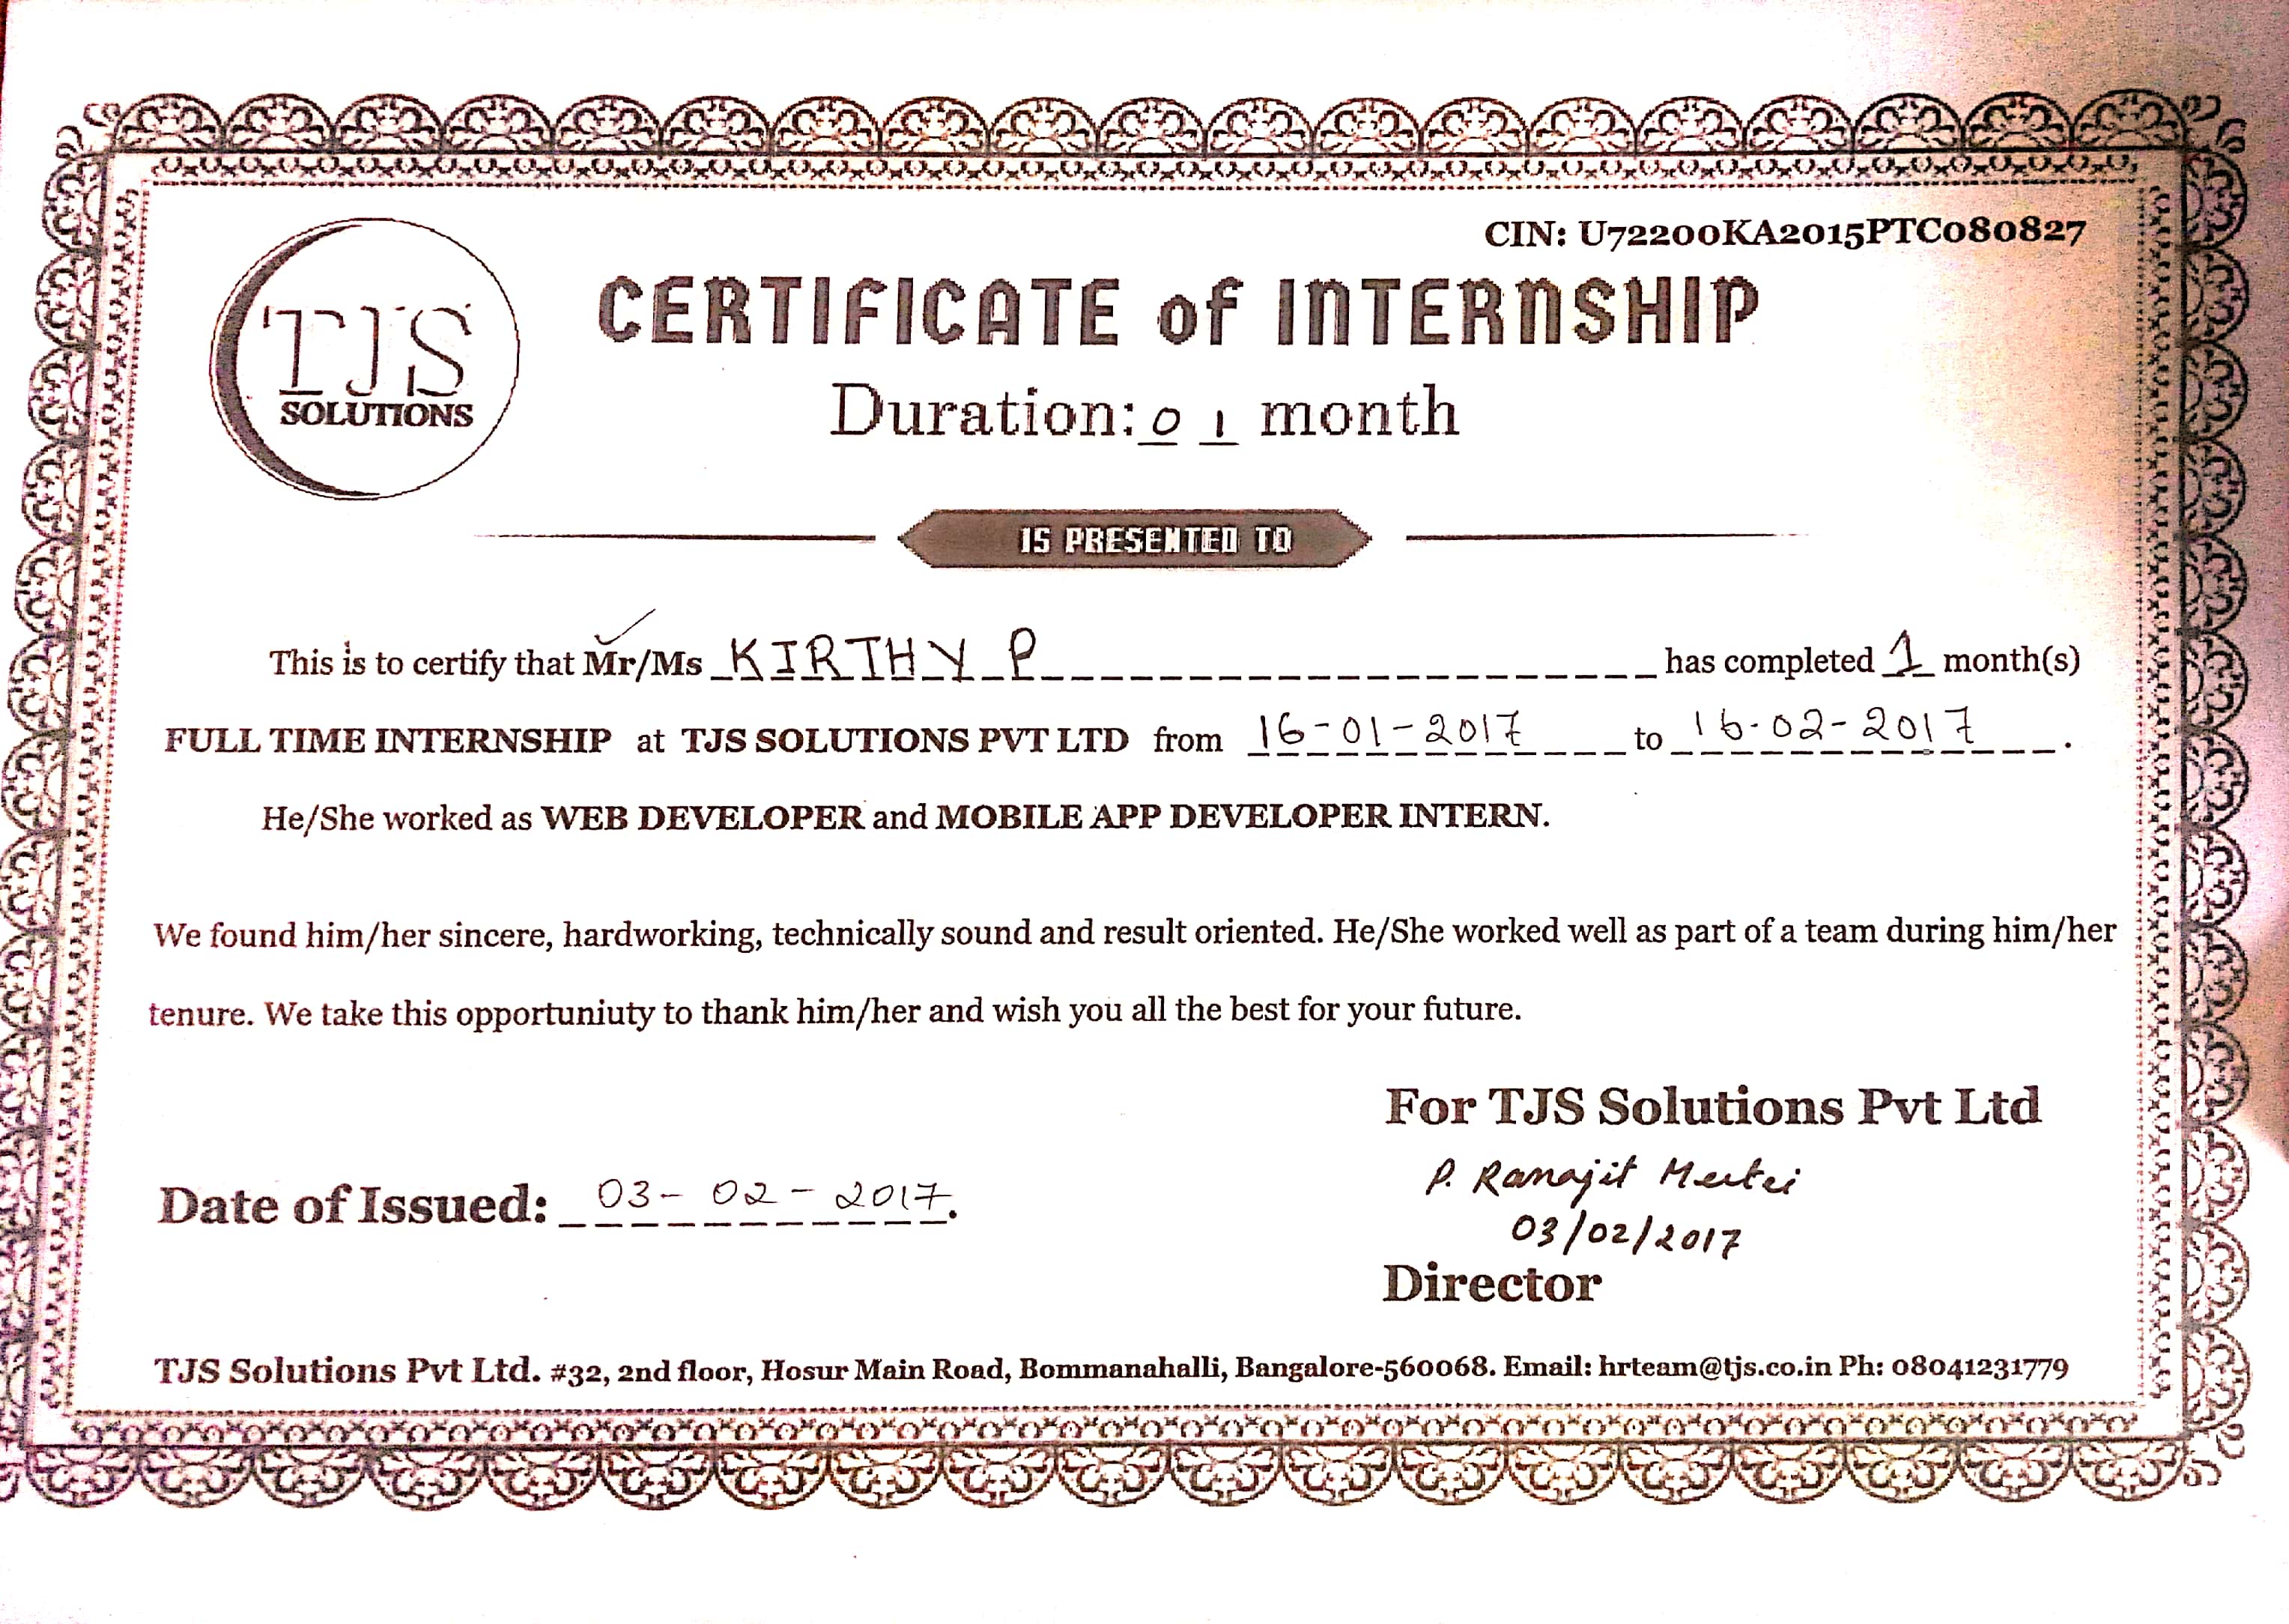 CIN: U72200KA2015PTC080827
TJS
SOLUTIONS
CERTIFICATE of INTERNSHIP
Duration: 01 month
IS PRESENTED TO
This is to certify that Mr/Ms KIRTHY P has completed 1 month(s)
FULL TIME INTERNSHIP at TJS SOLUTIONS PVT LTD from 16-01-2017 to 16-02-2017.
He/She worked as WEB DEVELOPER and MOBILE APP DEVELOPER INTERN.
We found him/her sincere, hardworking, technically sound and result oriented. He/She worked well as part of a team during him/her
tenure. We take this opportuniuty to thank him/her and wish you all the best for your future.
For TJS Solutions Pvt Ltd
P. Ranajit Meitei
Date of Issued: 03-02-2017.
03/02/2017
Director
TJS Solutions Pvt Ltd. #32, 2nd floor, Hosur Main Road, Bommanahalli, Bangalore-560068. Email: hrteam@tjs.co.in Ph: 08041231779